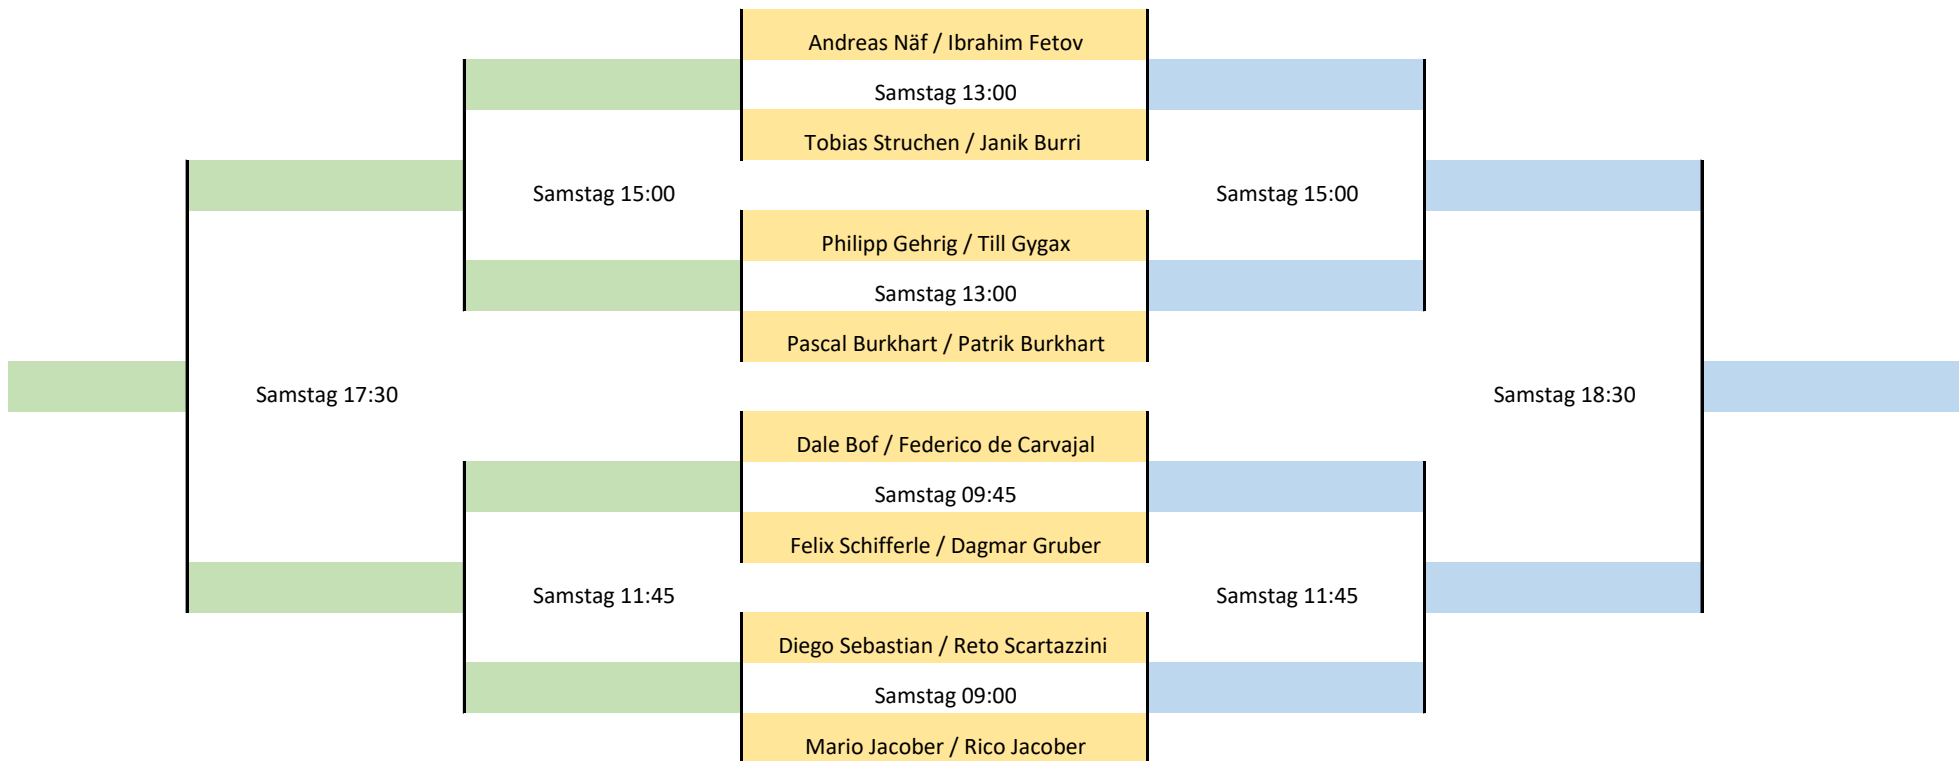 Andreas Näf / Ibrahim Fetov
Samstag 13:00
Tobias Struchen / Janik Burri
Samstag 15:00
Samstag 15:00
Philipp Gehrig / Till Gygax
Samstag 13:00
Pascal Burkhart / Patrik Burkhart
Samstag 17:30
Samstag 18:30
Dale Bof / Federico de Carvajal
Samstag 09:45
Felix Schifferle / Dagmar Gruber
Samstag 11:45
Samstag 11:45
Diego Sebastian / Reto Scartazzini
Samstag 09:00
Mario Jacober / Rico Jacober